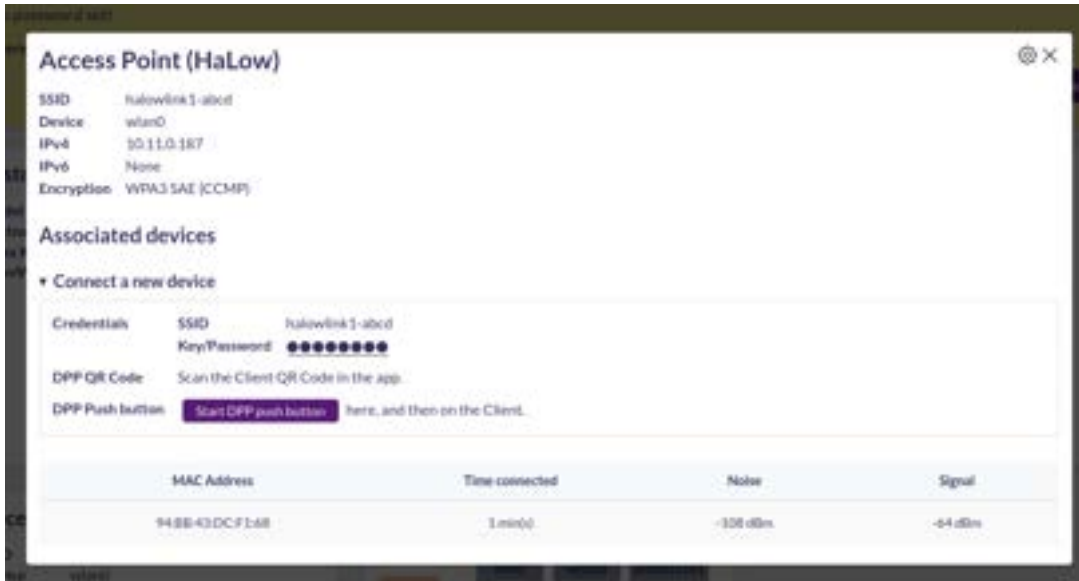 password
Access Point (HaLow)
SSID halowlink1-abcd
Device wlan0
IPv4 10.11.0.187
IPv6 None
Encryption WPA3 SAE (CCMP)
Associated devices
▾ Connect a new device
Credentials SSID halowlink1-abcd
Key/Password ●●●●●●●●
DPP QR Code Scan the Client QR Code in the app.
DPP Push button Start DPP push button here, and then on the Client.
MAC Address Time connected Noise Signal
94:BB:43:DC:F1:68 1 min(s) -108 dBm -64 dBm